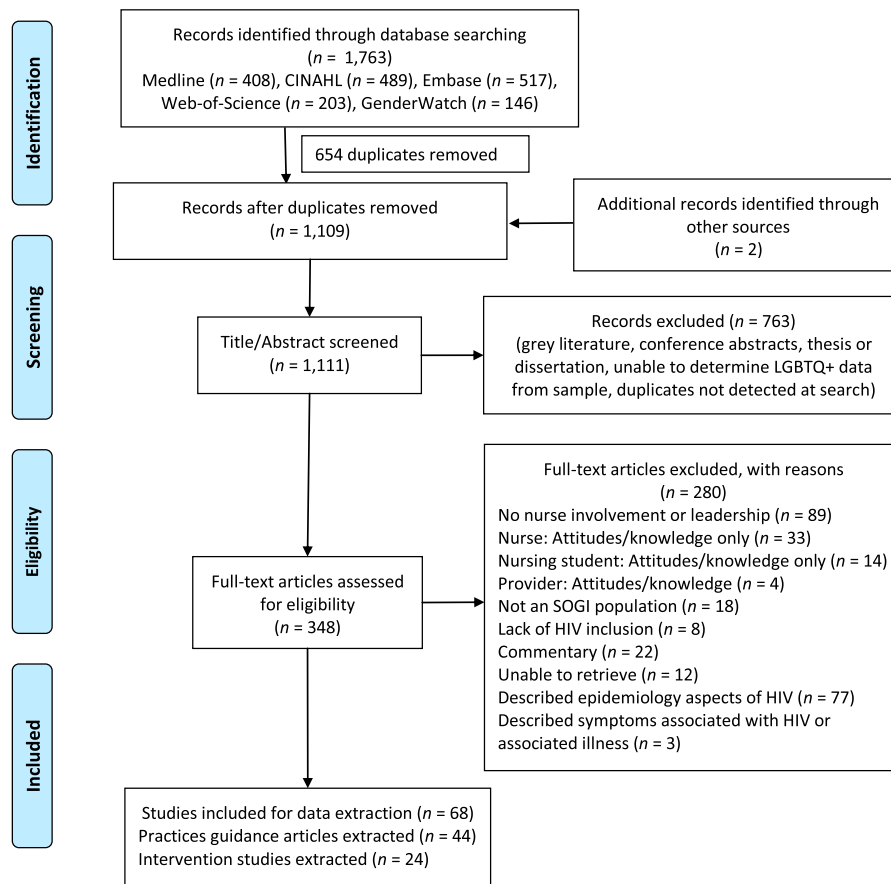 Identification
Records identified through database searching
(n = 1,763)
Medline (n = 408), CINAHL (n = 489), Embase (n = 517),
Web-of-Science (n = 203), GenderWatch (n = 146)
654 duplicates removed
Records after duplicates removed
(n = 1,109)
Additional records identified through
other sources
(n = 2)
Screening
Title/Abstract screened
(n = 1,111)
Records excluded (n = 763)
(grey literature, conference abstracts, thesis or
dissertation, unable to determine LGBTQ+ data
from sample, duplicates not detected at search)
Eligibility
Full-text articles assessed
for eligibility
(n = 348)
Full-text articles excluded, with reasons
(n = 280)
No nurse involvement or leadership (n = 89)
Nurse: Attitudes/knowledge only (n = 33)
Nursing student: Attitudes/knowledge only (n = 14)
Provider: Attitudes/knowledge (n = 4)
Not an SOGI population (n = 18)
Lack of HIV inclusion (n = 8)
Commentary (n = 22)
Unable to retrieve (n = 12)
Described epidemiology aspects of HIV (n = 77)
Described symptoms associated with HIV or
associated illness (n = 3)
Included
Studies included for data extraction (n = 68)
Practices guidance articles extracted (n = 44)
Intervention studies extracted (n = 24)